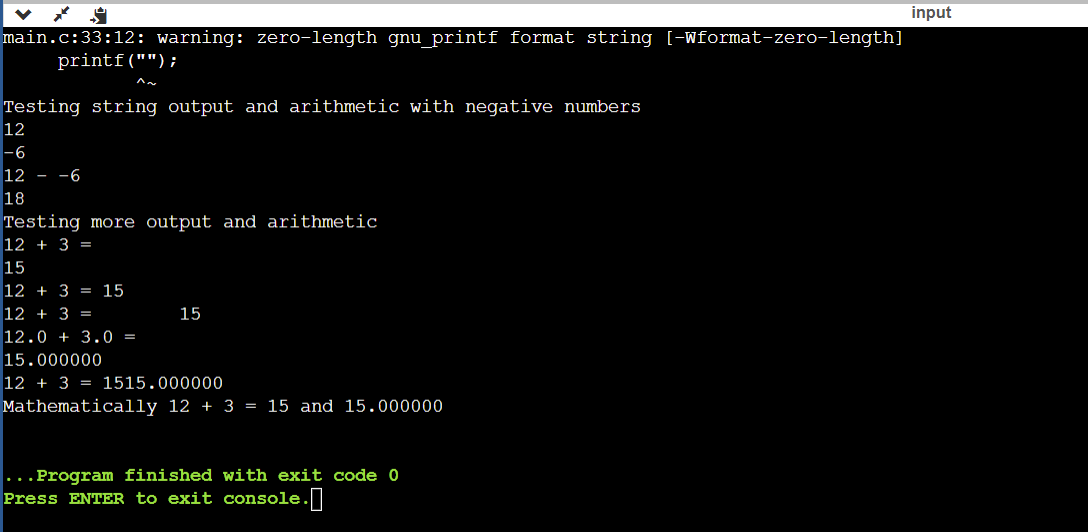 input
main.c:33:12: warning: zero-length gnu_printf format string [-Wformat-zero-length]
     printf("");
            ^~
Testing string output and arithmetic with negative numbers
12
-6
12 - -6
18
Testing more output and arithmetic
12 + 3 =
15
12 + 3 = 15
12 + 3 =        15
12.0 + 3.0 =
15.000000
12 + 3 = 1515.000000
Mathematically 12 + 3 = 15 and 15.000000
...Program finished with exit code 0
Press ENTER to exit console.